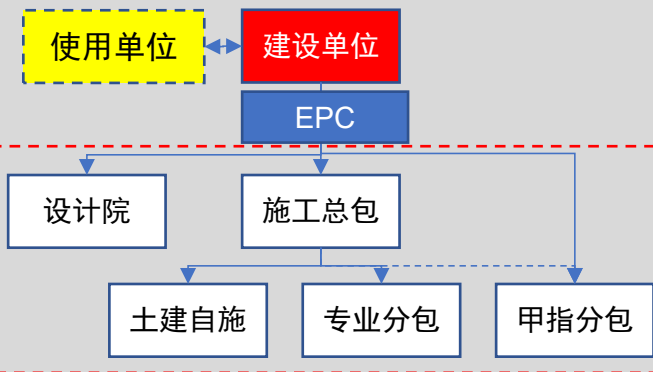 使用单位
建设单位
EPC
设计院
施工总包
土建自施
专业分包
甲指分包